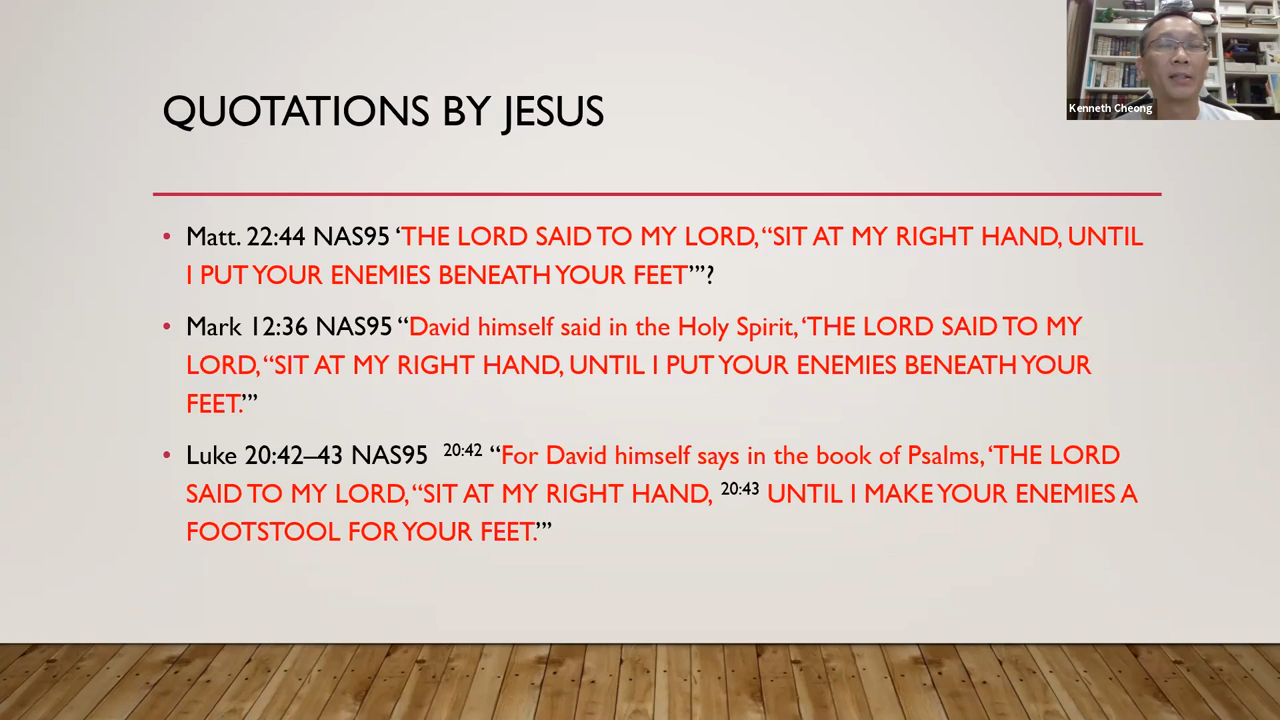 QUOTATIONS BY JESUS
Kenneth Cheong
• Matt. 22:44 NAS95 ‘THE LORD SAID TO MY LORD, “SIT AT MY RIGHT HAND, UNTIL
I PUT YOUR ENEMIES BENEATH YOUR FEET”’”?
• Mark 12:36 NAS95 “David himself said in the Holy Spirit, ‘THE LORD SAID TO MY
LORD, “SIT AT MY RIGHT HAND, UNTIL I PUT YOUR ENEMIES BENEATH YOUR
FEET.”’”
• Luke 20:42–43 NAS95 20:42 “For David himself says in the book of Psalms, ‘THE LORD
SAID TO MY LORD, “SIT AT MY RIGHT HAND, 20:43 UNTIL I MAKE YOUR ENEMIES A
FOOTSTOOL FOR YOUR FEET.”’”